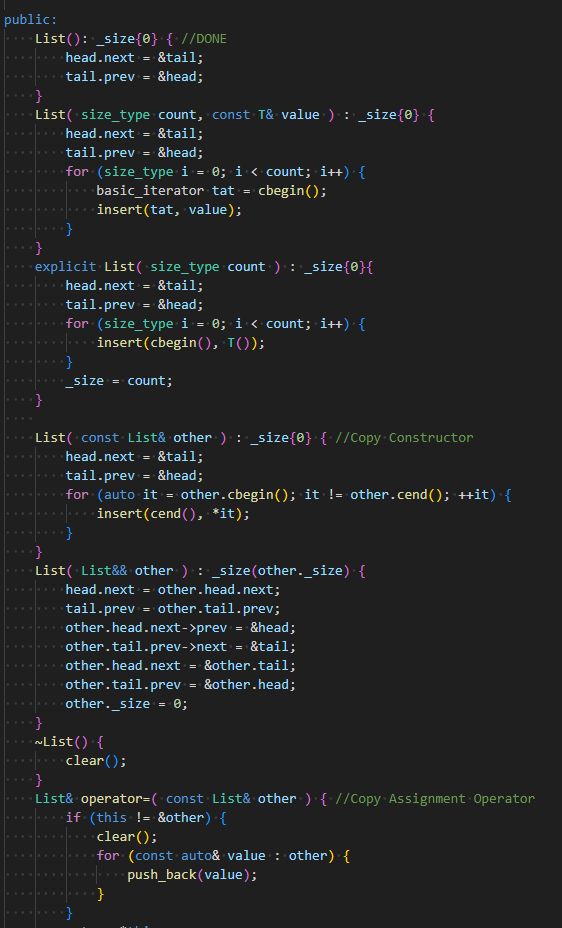 public:
    List(): _size{0} { //DONE
        head.next = &tail;
        tail.prev = &head;
    }
    List( size_type count, const T& value ) : _size{0} {
        head.next = &tail;
        tail.prev = &head;
        for (size_type i = 0; i < count; i++) {
            basic_iterator tat = cbegin();
            insert(tat, value);
        }
    }
    explicit List( size_type count ) : _size{0}{
        head.next = &tail;
        tail.prev = &head;
        for (size_type i = 0; i < count; i++) {
            insert(cbegin(), T());
        }
        _size = count;
    }

    List( const List& other ) : _size{0} { //Copy Constructor
        head.next = &tail;
        tail.prev = &head;
        for (auto it = other.cbegin(); it != other.cend(); ++it) {
            insert(cend(), *it);
        }
    }
    List( List&& other ) : _size(other._size) {
        head.next = other.head.next;
        tail.prev = other.tail.prev;
        other.head.next->prev = &head;
        other.tail.prev->next = &tail;
        other.head.next = &other.tail;
        other.tail.prev = &other.head;
        other._size = 0;
    }
    ~List() {
        clear();
    }
    List& operator=( const List& other ) { //Copy Assignment Operator
        if (this != &other) {
            clear();
            for (const auto& value : other) {
                push_back(value);
            }
        }